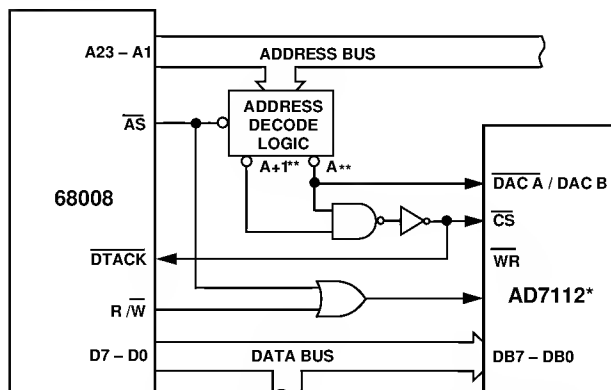 A23 – A1
ADDRESS BUS
ADDRESS
DECODE
LOGIC
AS
A+1**
A**
68008
DAC A / DAC B
CS
DTACK
WR
AD7112*
R /W
D7 – D0
DATA BUS
DB7 – DB0